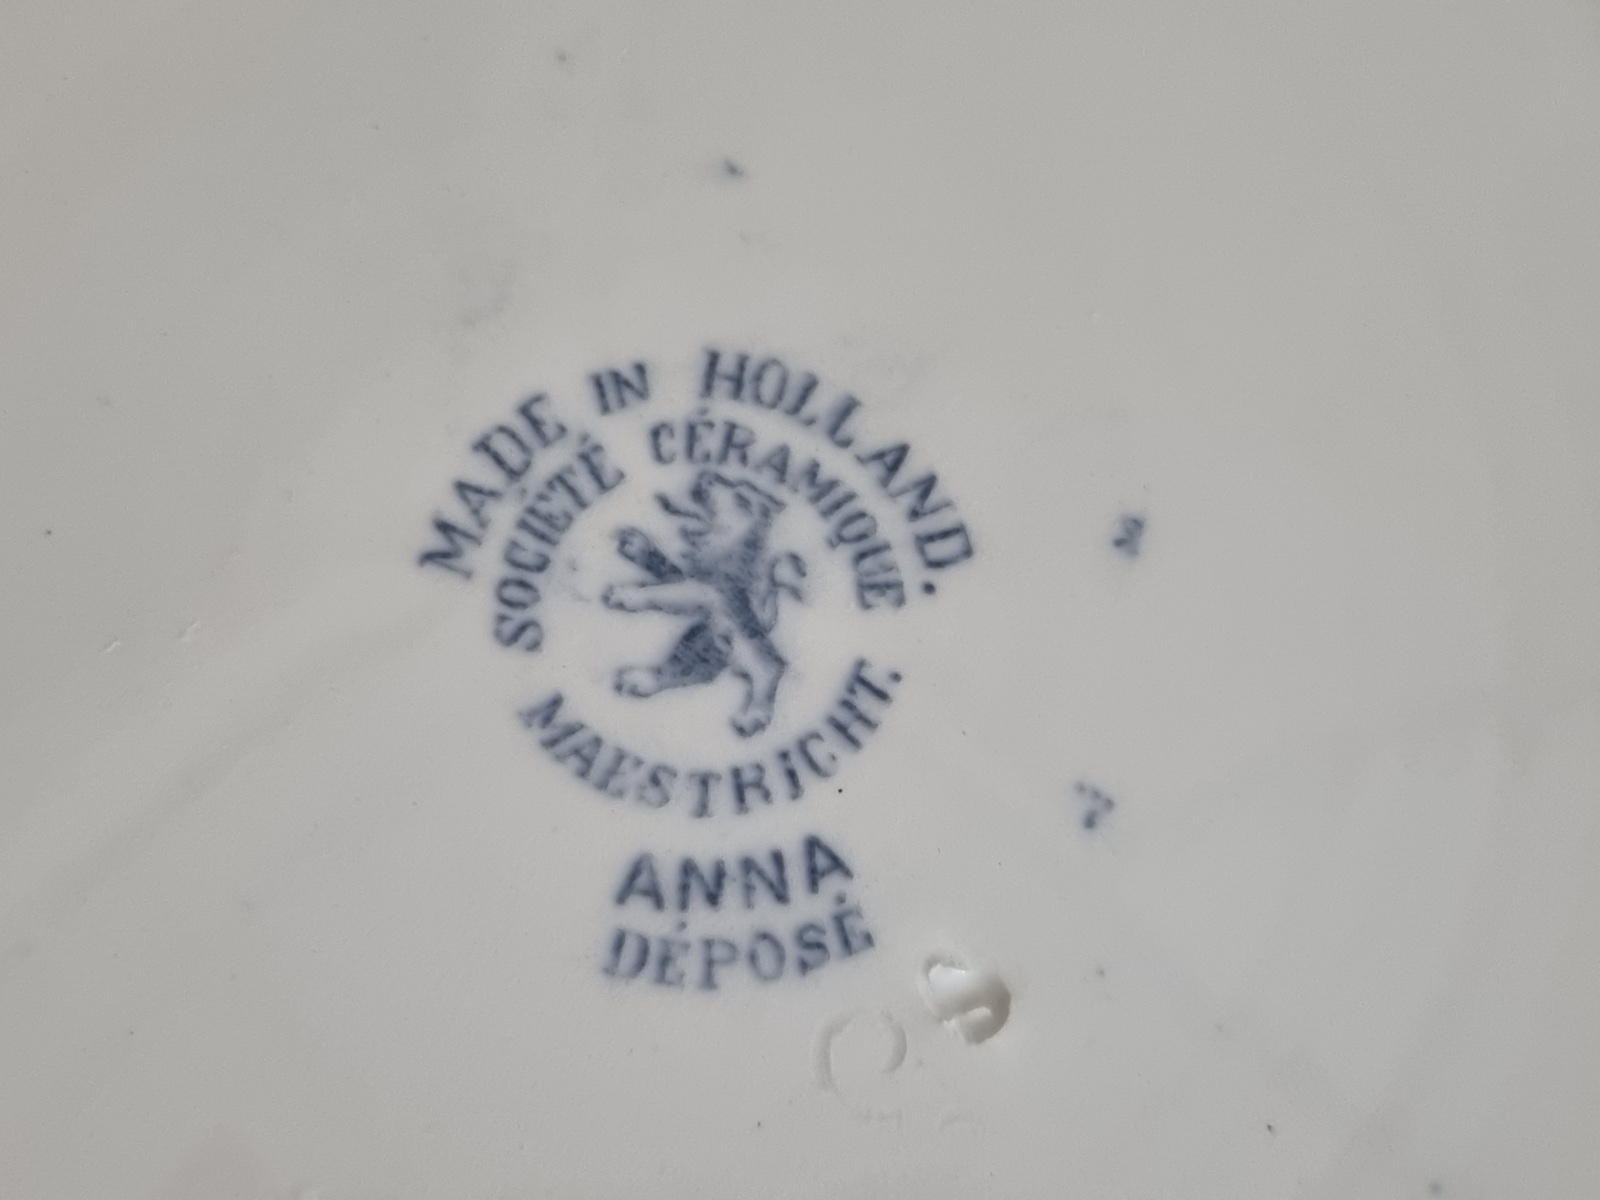 MADE IN HOLLAND.
SOCIÉTÉ CÉRAMIQUE
MAESTRICHT.
ANNA
DÉPOSÉ